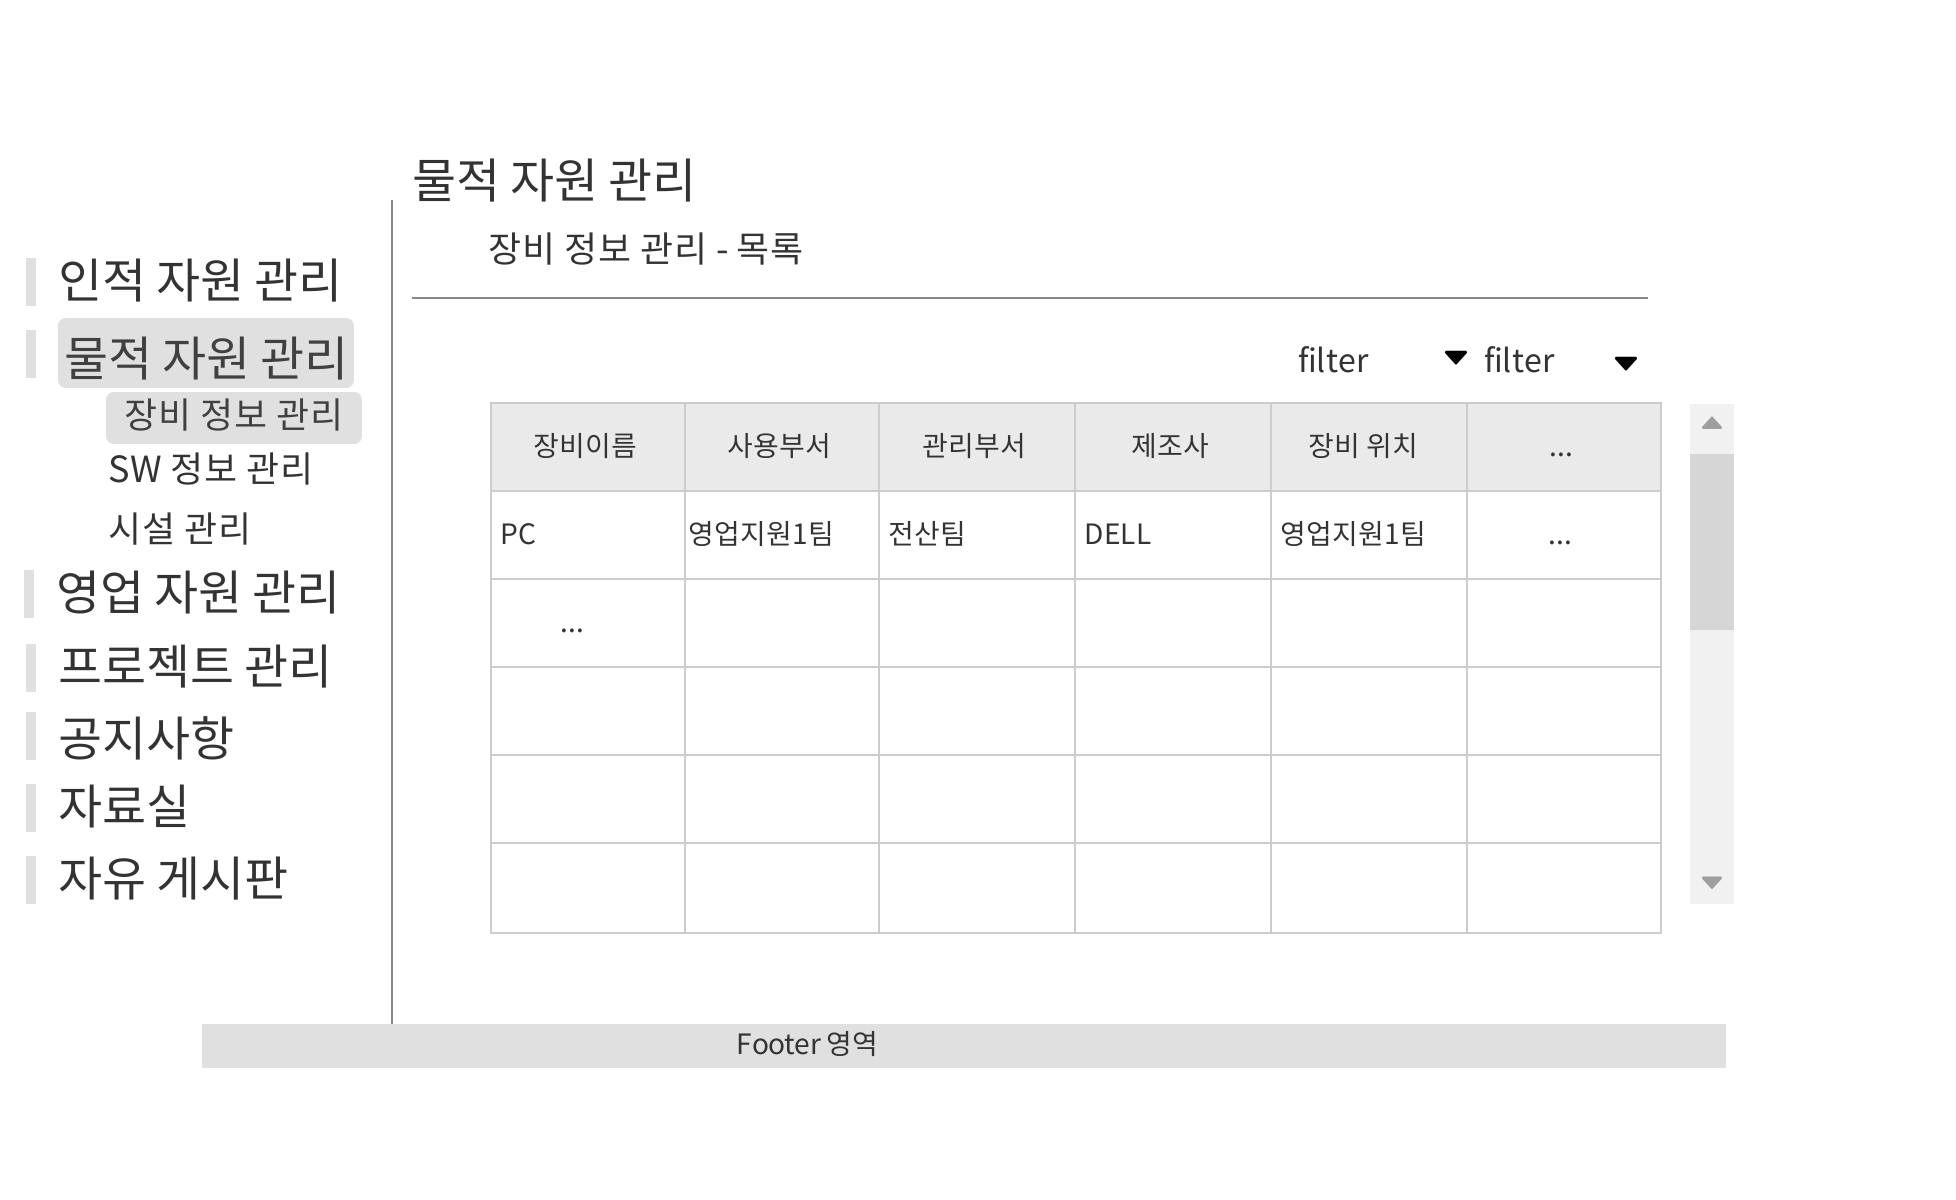 물적 자원 관리
장비 정보 관리 - 목록
인적 자원 관리
물적 자원 관리
장비 정보 관리
SW 정보 관리
시설 관리
영업 자원 관리
프로젝트 관리
공지사항
자료실
자유 게시판
filter filter
장비이름 사용부서 관리부서 제조사 장비 위치 ...
PC 영업지원1팀 전산팀 DELL 영업지원1팀 ...
...
Footer 영역